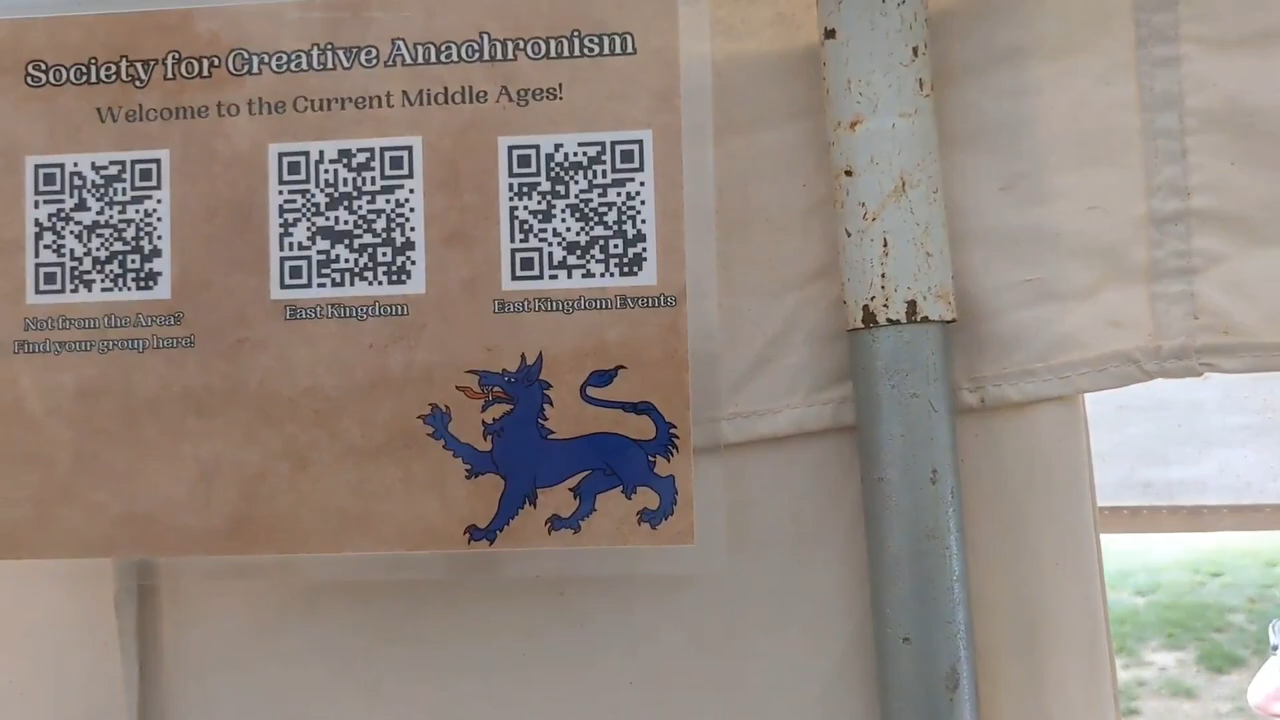 Society for Creative Anachronism
Welcome to the Current Middle Ages!
Not from the Area?
Find your group here!
East Kingdom
East Kingdom Events